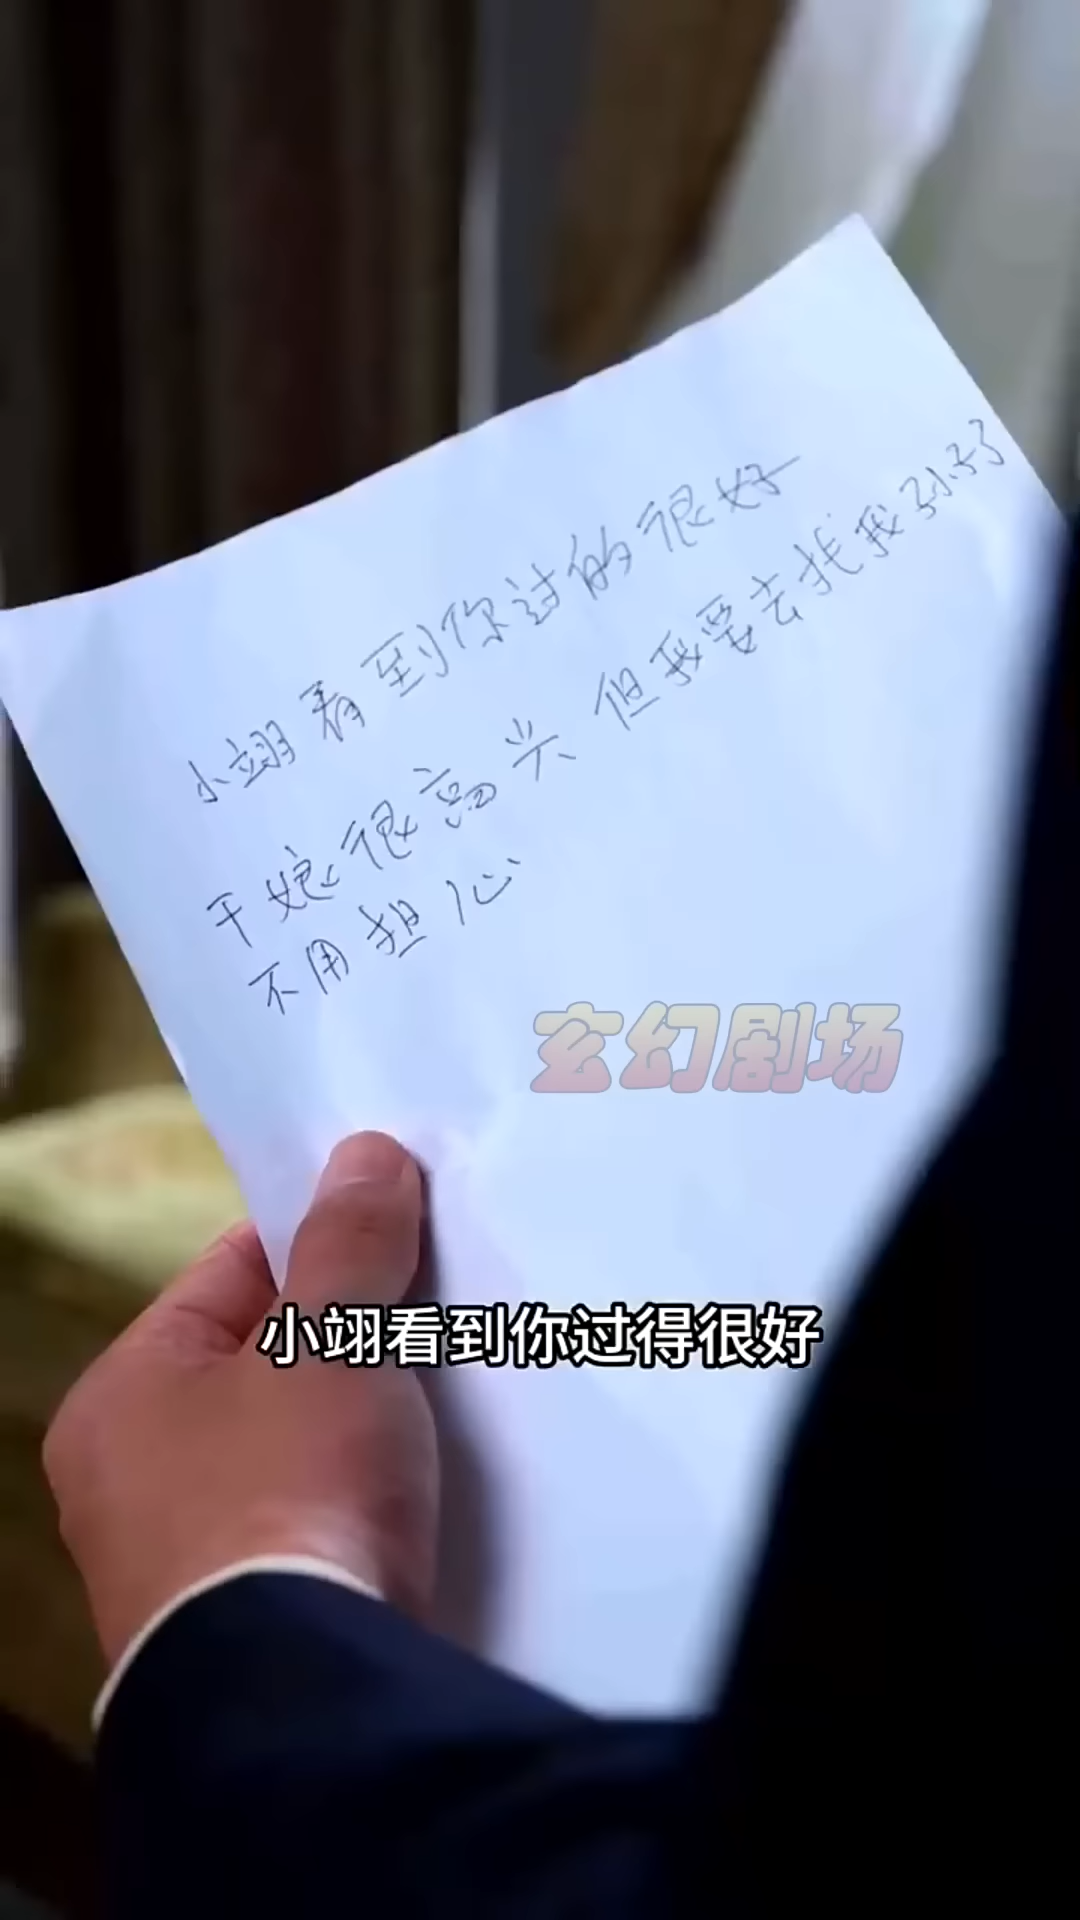 小翊看到你过的很好
干娘很高兴 但我要去找我孙子了
不用担心
玄幻剧场
小翊看到你过得很好